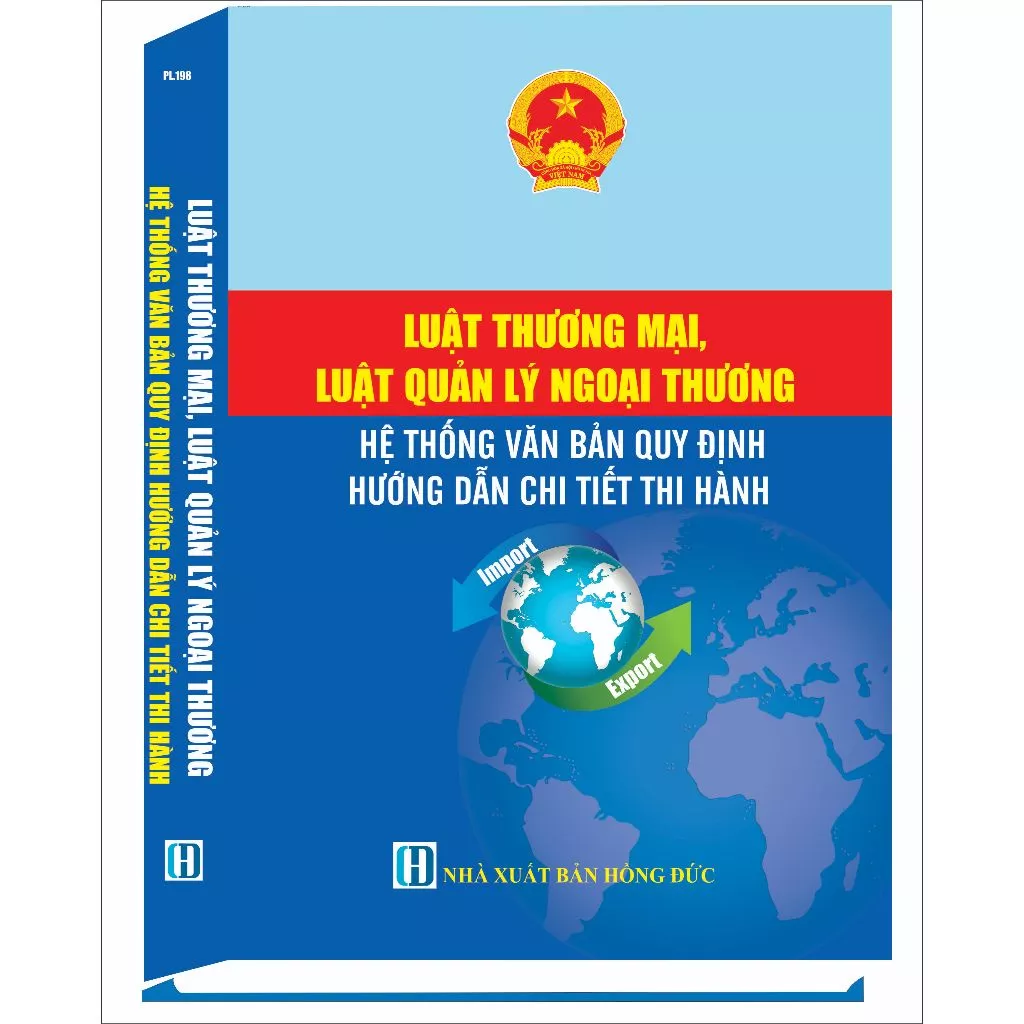 PL.198
LUẬT THƯƠNG MẠI, LUẬT QUẢN LÝ NGOẠI THƯƠNG
HỆ THỐNG VĂN BẢN QUY ĐỊNH HƯỚNG DẪN CHI TIẾT THI HÀNH
VIỆT NAM
LUẬT THƯƠNG MẠI,
LUẬT QUẢN LÝ NGOẠI THƯƠNG
HỆ THỐNG VĂN BẢN QUY ĐỊNH
HƯỚNG DẪN CHI TIẾT THI HÀNH
Import
Export
NHÀ XUẤT BẢN HỒNG ĐỨC